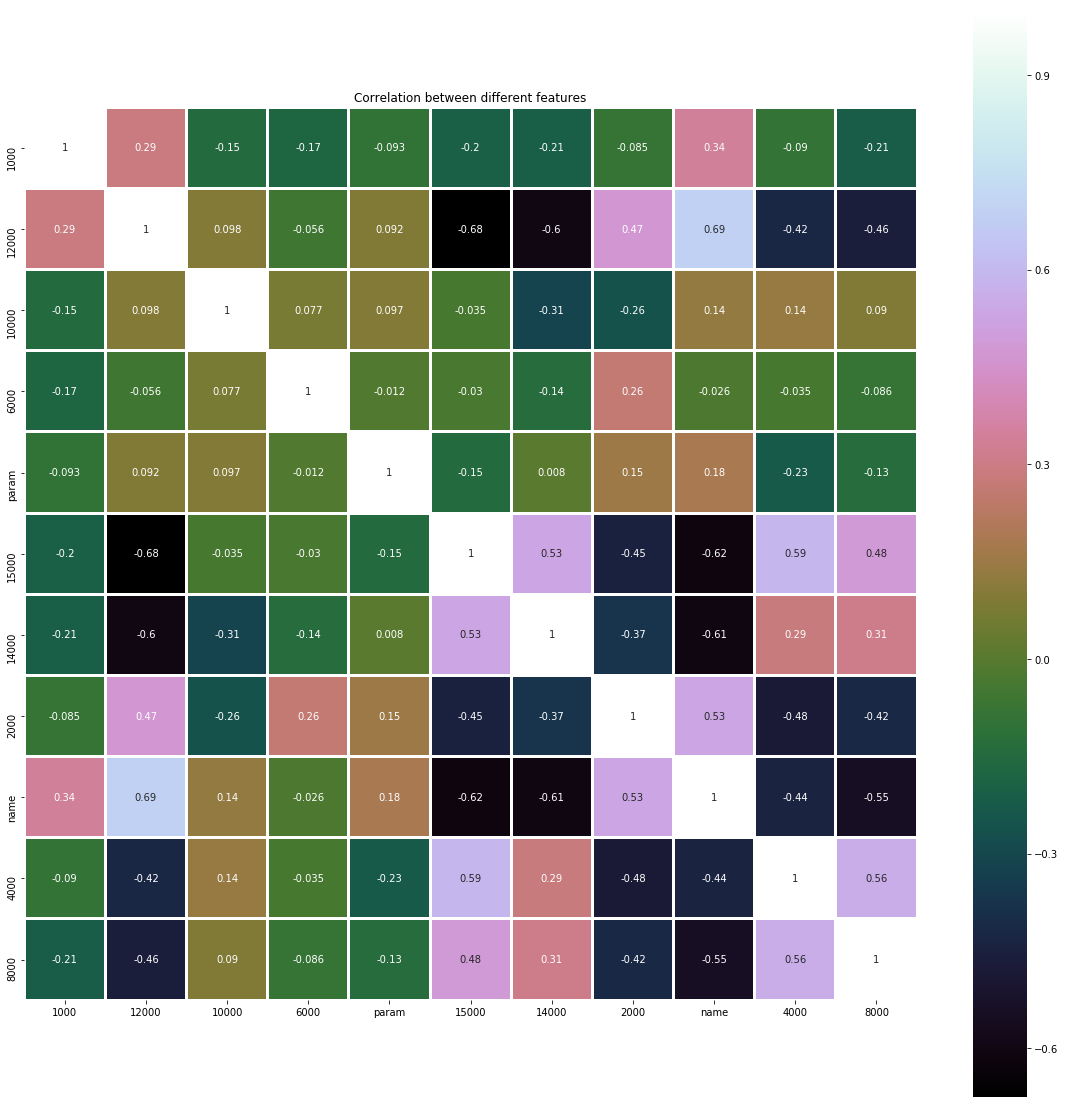 Correlation between different features
1000 1 0.29 -0.15 -0.17 -0.093 -0.2 -0.21 -0.085 0.34 -0.09 -0.21
12000 0.29 1 0.098 -0.056 0.092 -0.68 -0.6 0.47 0.69 -0.42 -0.46
10000 -0.15 0.098 1 0.077 0.097 -0.035 -0.31 -0.26 0.14 0.14 0.09
6000 -0.17 -0.056 0.077 1 -0.012 -0.03 -0.14 0.26 -0.026 -0.035 -0.086
param -0.093 0.092 0.097 -0.012 1 -0.15 0.008 0.15 0.18 -0.23 -0.13
15000 -0.2 -0.68 -0.035 -0.03 -0.15 1 0.53 -0.45 -0.62 0.59 0.48
14000 -0.21 -0.6 -0.31 -0.14 0.008 0.53 1 -0.37 -0.61 0.29 0.31
2000 -0.085 0.47 -0.26 0.26 0.15 -0.45 -0.37 1 0.53 -0.48 -0.42
name 0.34 0.69 0.14 -0.026 0.18 -0.62 -0.61 0.53 1 -0.44 -0.55
4000 -0.09 -0.42 0.14 -0.035 -0.23 0.59 0.29 -0.48 -0.44 1 0.56
8000 -0.21 -0.46 0.09 -0.086 -0.13 0.48 0.31 -0.42 -0.55 0.56 1
1000 12000 10000 6000 param 15000 14000 2000 name 4000 8000
0.9
0.6
0.3
0.0
−0.3
−0.6